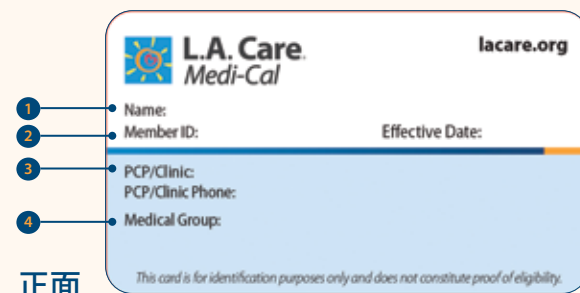 L.A. Care.
Medi-Cal
lacare.org
1 Name:
2 Member ID: Effective Date:
3 PCP/Clinic:
PCP/Clinic Phone:
4 Medical Group:
This card is for identification purposes only and does not constitute proof of eligibility.
正面